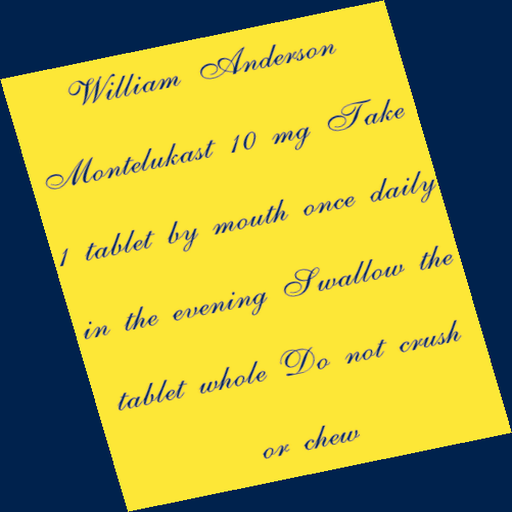 William Anderson
Montelukast 10 mg Take
1 tablet by mouth once daily
in the evening Swallow the
tablet whole Do not crush
or chew